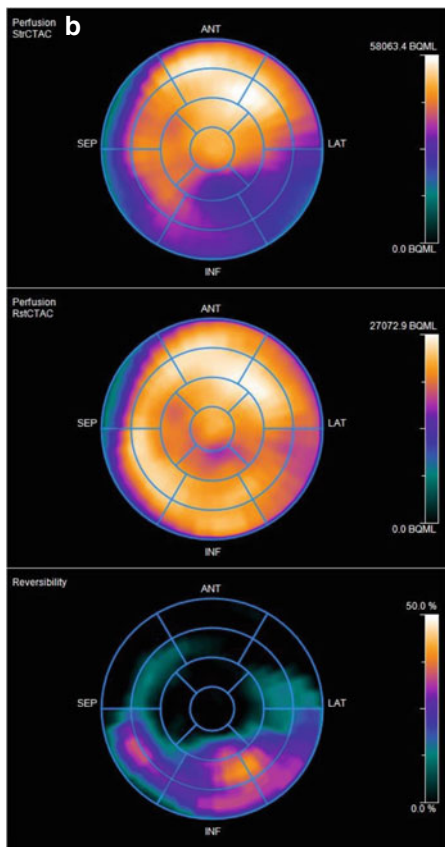 b
Perfusion
StrCTAC
ANT
58063.4 BQML
SEP
LAT
0.0 BQML
INF
Perfusion
RstCTAC
ANT
27072.9 BQML
SEP
LAT
0.0 BQML
INF
Reversibility
ANT
50.0 %
SEP
LAT
0.0 %
INF